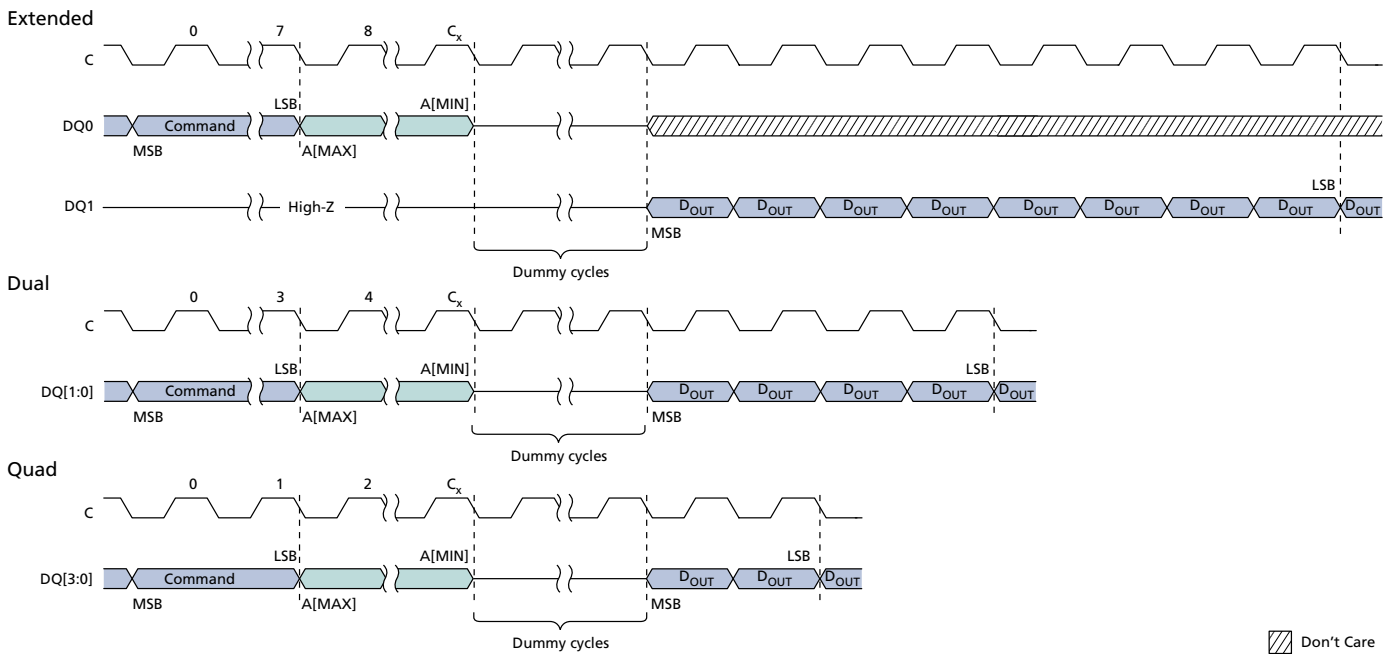 Extended
0 7 8 Cx
C
LSB A[MIN]
DQ0 Command
MSB A[MAX]
LSB
DQ1 High-Z DOUT DOUT DOUT DOUT DOUT DOUT DOUT DOUT DOUT
MSB
Dummy cycles
Dual
0 3 4 Cx
C
LSB A[MIN] LSB
DQ[1:0] Command DOUT DOUT DOUT DOUT DOUT
MSB A[MAX] MSB
Dummy cycles
Quad
0 1 2 Cx
C
LSB A[MIN] LSB
DQ[3:0] Command DOUT DOUT DOUT
MSB A[MAX] MSB
Dummy cycles
Don't Care